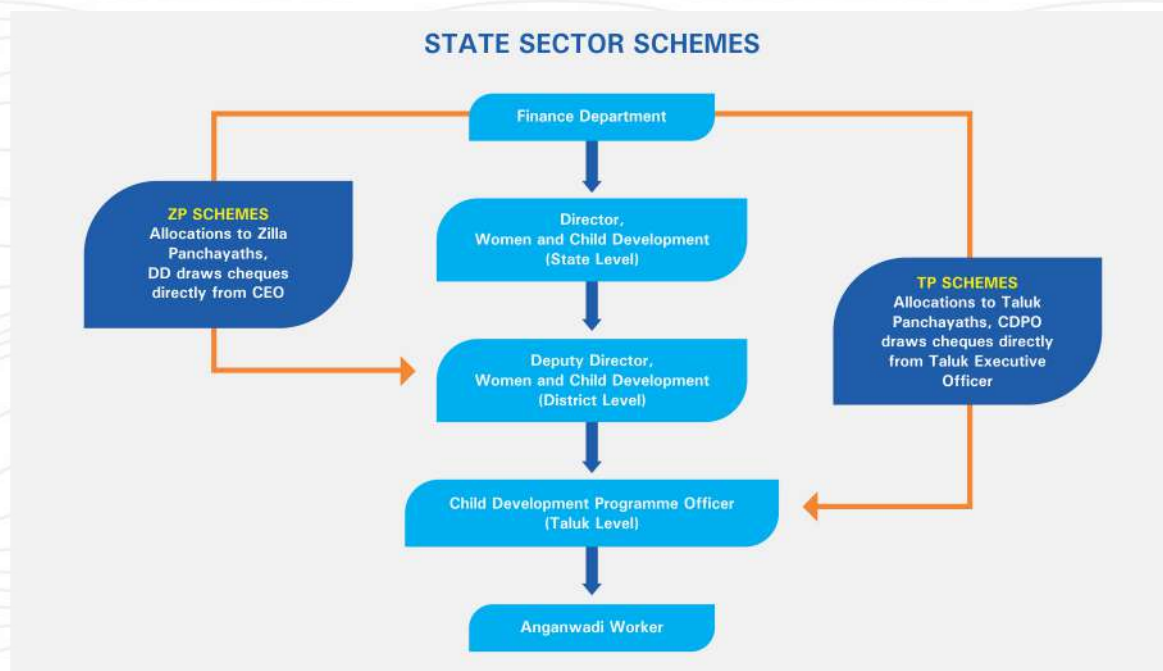 STATE SECTOR SCHEMES
Finance Department
ZP SCHEMES
Allocations to Zilla
Panchayaths,
DD draws cheques
directly from CEO
Director,
Women and Child Development
(State Level)
TP SCHEMES
Allocations to Taluk
Panchayaths, CDPO
draws cheques directly
from Taluk Executive
Officer
Deputy Director,
Women and Child Development
(District Level)
Child Development Programme Officer
(Taluk Level)
Anganwadi Worker